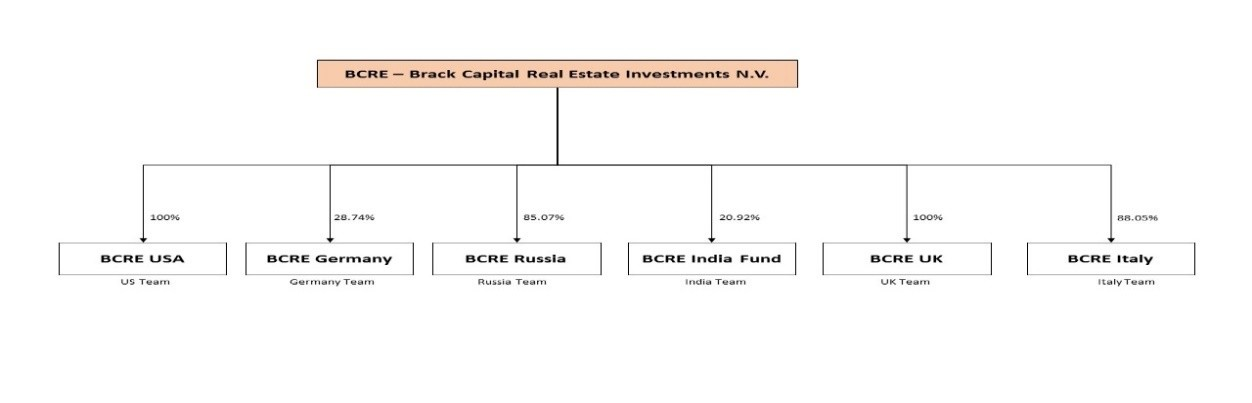 BCRE – Brack Capital Real Estate Investments N.V.
100%
28.74%
85.07%
20.92%
100%
88.05%
BCRE USA
BCRE Germany
BCRE Russia
BCRE India Fund
BCRE UK
BCRE Italy
US Team
Germany Team
Russia Team
India Team
UK Team
Italy Team